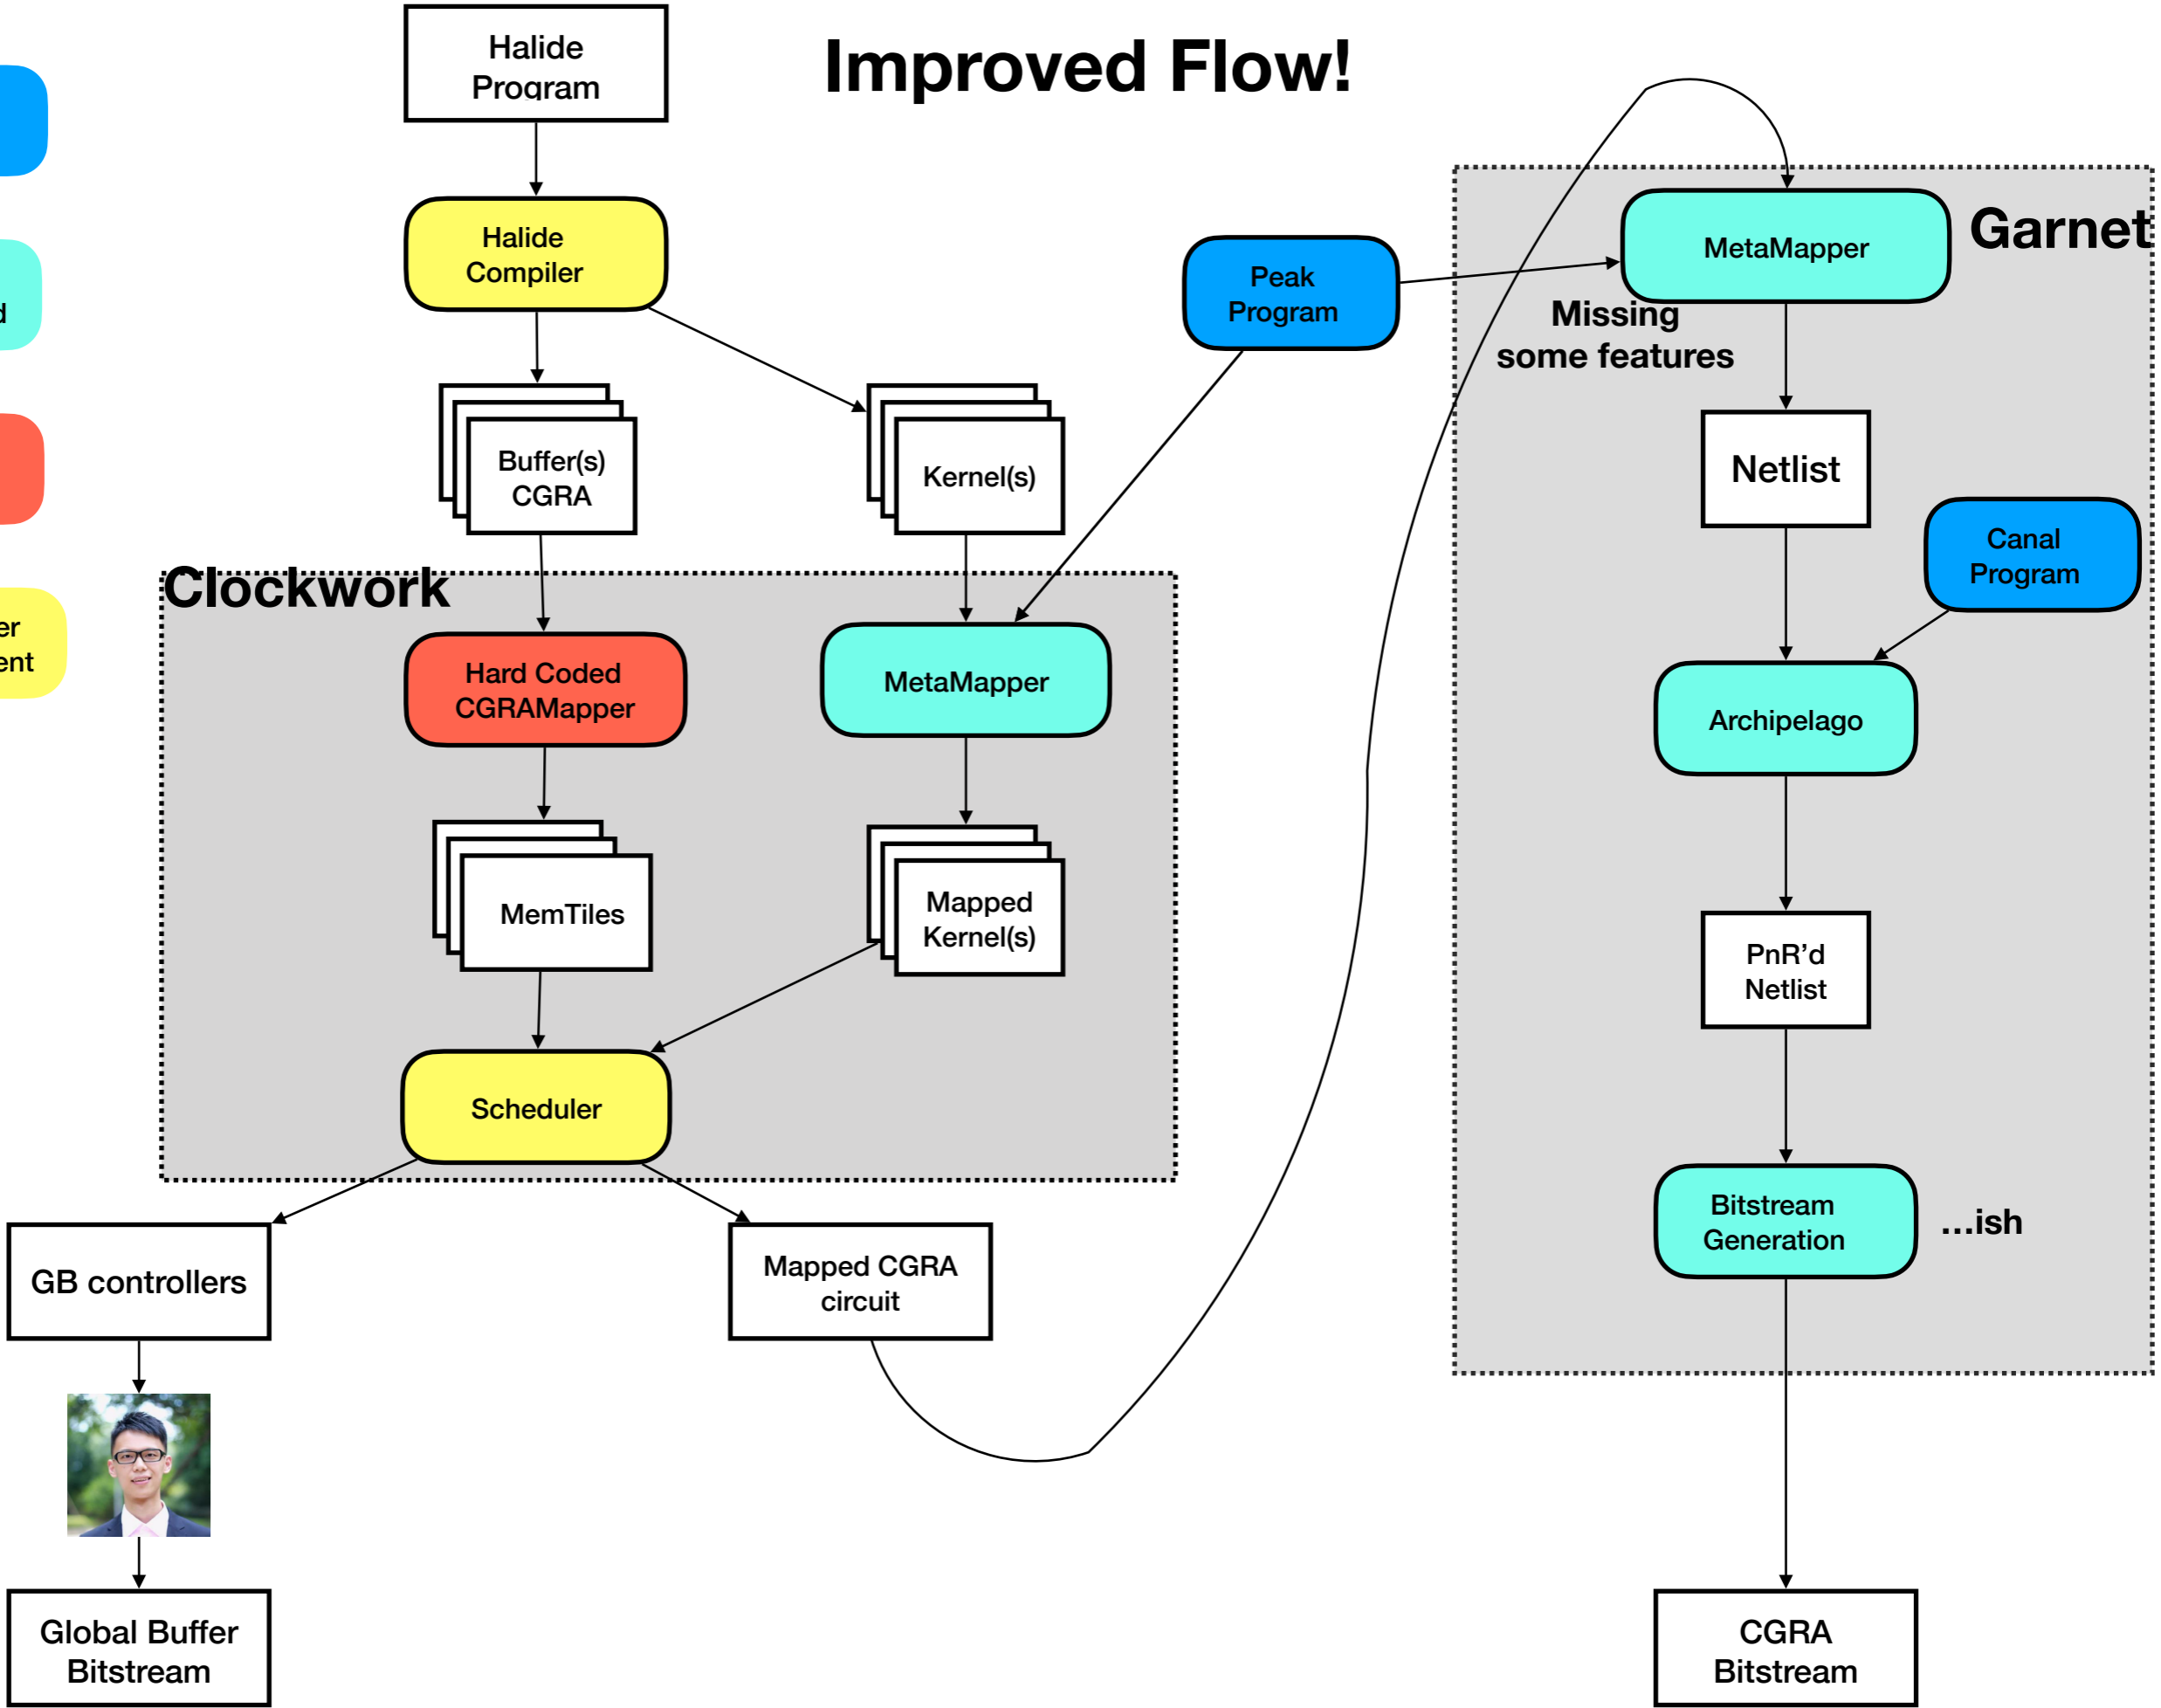 Improved Flow!
Halide
Program
Halide
Compiler
Buffer(s)
CGRA
Kernel(s)
Peak
Program
Clockwork
Hard Coded
CGRAMapper
MetaMapper
MemTiles
Mapped
Kernel(s)
Scheduler
GB controllers
Mapped CGRA
circuit
Global Buffer
Bitstream
Garnet
MetaMapper
Missing
some features
Netlist
Canal
Program
Archipelago
PnR’d
Netlist
Bitstream
Generation
...ish
CGRA
Bitstream